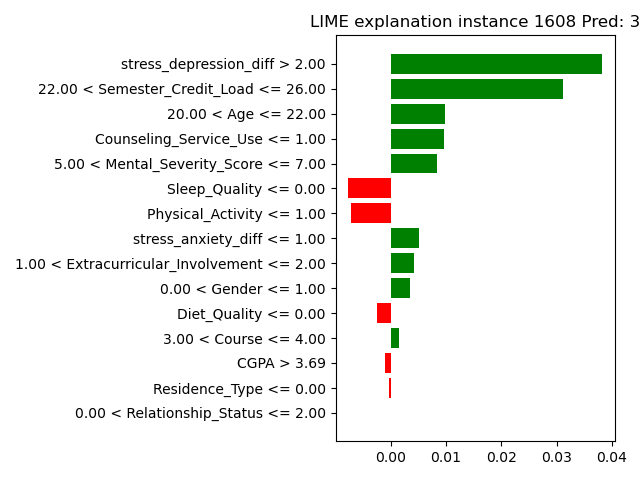 LIME explanation instance 1608 Pred: 3
stress_depression_diff > 2.00
22.00 < Semester_Credit_Load <= 26.00
20.00 < Age <= 22.00
Counseling_Service_Use <= 1.00
5.00 < Mental_Severity_Score <= 7.00
Sleep_Quality <= 0.00
Physical_Activity <= 1.00
stress_anxiety_diff <= 1.00
1.00 < Extracurricular_Involvement <= 2.00
0.00 < Gender <= 1.00
Diet_Quality <= 0.00
3.00 < Course <= 4.00
CGPA > 3.69
Residence_Type <= 0.00
0.00 < Relationship_Status <= 2.00
0.00 0.01 0.02 0.03 0.04